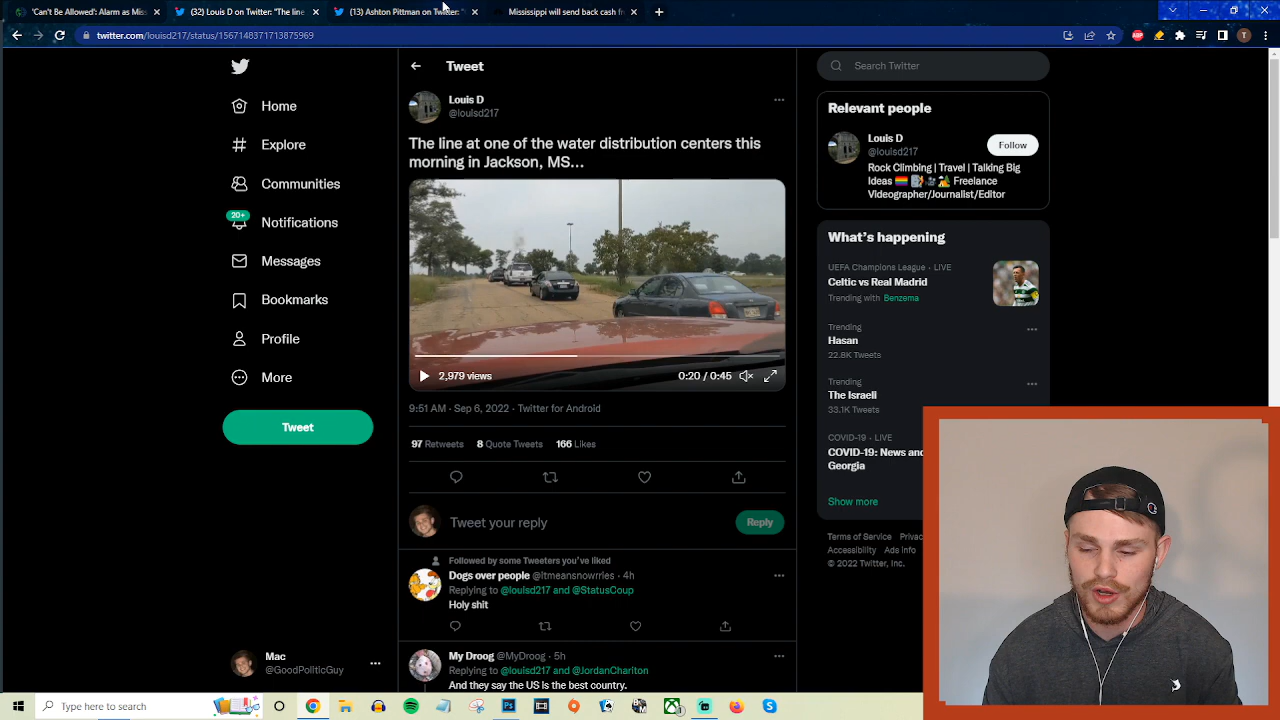 'Can't Be Allowed': Alarm as Mis
(32) Louis D on Twitter: "The line
(13) Ashton Pittman on Twitter:
Mississippi will send back cash fr
twitter.com/louisd217/status/1567148371713875969
ABP
T
Tweet
Louis D
@louisd217
The line at one of the water distribution centers this
morning in Jackson, MS...
2,979 views
0:20 / 0:45
9:51 AM · Sep 6, 2022 · Twitter for Android
97 Retweets
8 Quote Tweets
166 Likes
Tweet your reply
Reply
Followed by some Tweeters you've liked
Dogs over people @itmeansnowrries · 4h
Replying to @louisd217 and @StatusCoup
Holy shit
My Droog @MyDroog · 5h
Replying to @louisd217 and @JordanChariton
And they say the US is the best country.
Home
Explore
Communities
20+
Notifications
Messages
Bookmarks
Profile
More
Tweet
Mac
@GoodPoliticGuy
Search Twitter
Relevant people
Louis D
@louisd217
Follow
Rock Climbing | Travel | Talking Big
Ideas
Freelance
Videographer/Journalist/Editor
What's happening
UEFA Champions League · LIVE
Celtic vs Real Madrid
Trending with Benzema
Trending
Hasan
22.8K Tweets
Trending
The Israeli
33.1K Tweets
COVID-19 · LIVE
COVID-19: News and
Georgia
Show more
Terms of Service Privac
Accessibility Ads info
© 2022 Twitter, Inc.
Type here to search